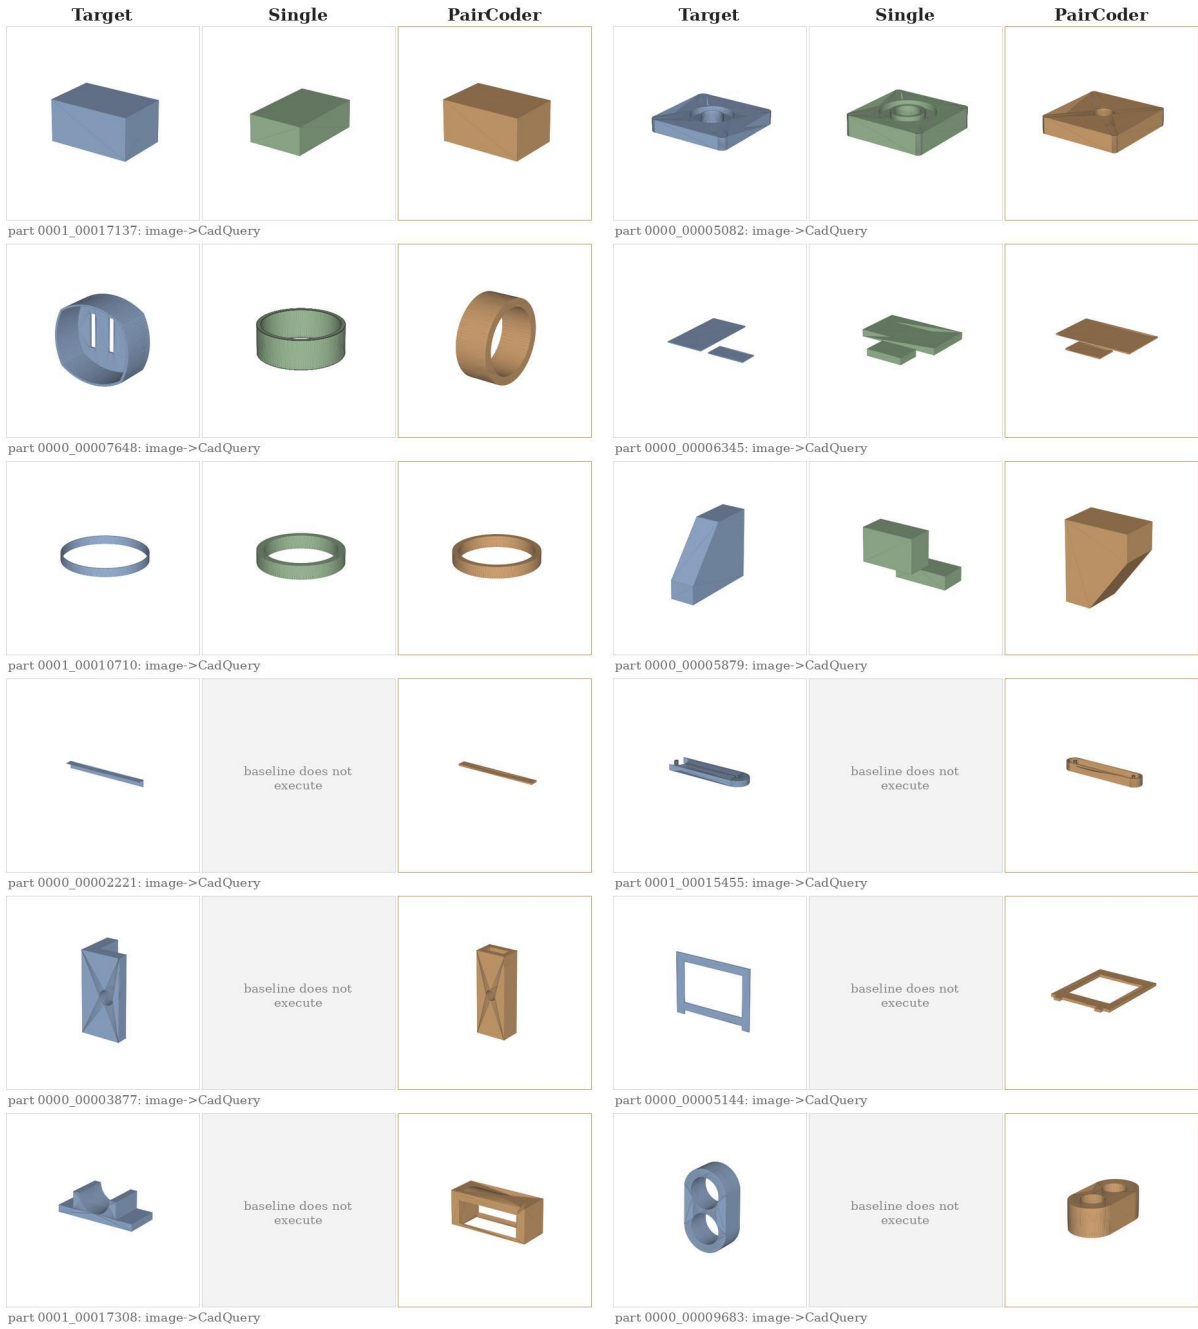 Target Single PairCoder Target Single PairCoder
part 0001_00017137: image->CadQuery part 0000_00005082: image->CadQuery
part 0000_00007648: image->CadQuery part 0000_00006345: image->CadQuery
part 0001_00010710: image->CadQuery part 0000_00005879: image->CadQuery
baseline does not baseline does not
execute execute
part 0000_00002221: image->CadQuery part 0001_00015455: image->CadQuery
baseline does not baseline does not
execute execute
part 0000_00003877: image->CadQuery part 0000_00005144: image->CadQuery
baseline does not baseline does not
execute execute
part 0001_00017308: image->CadQuery part 0000_00009683: image->CadQuery